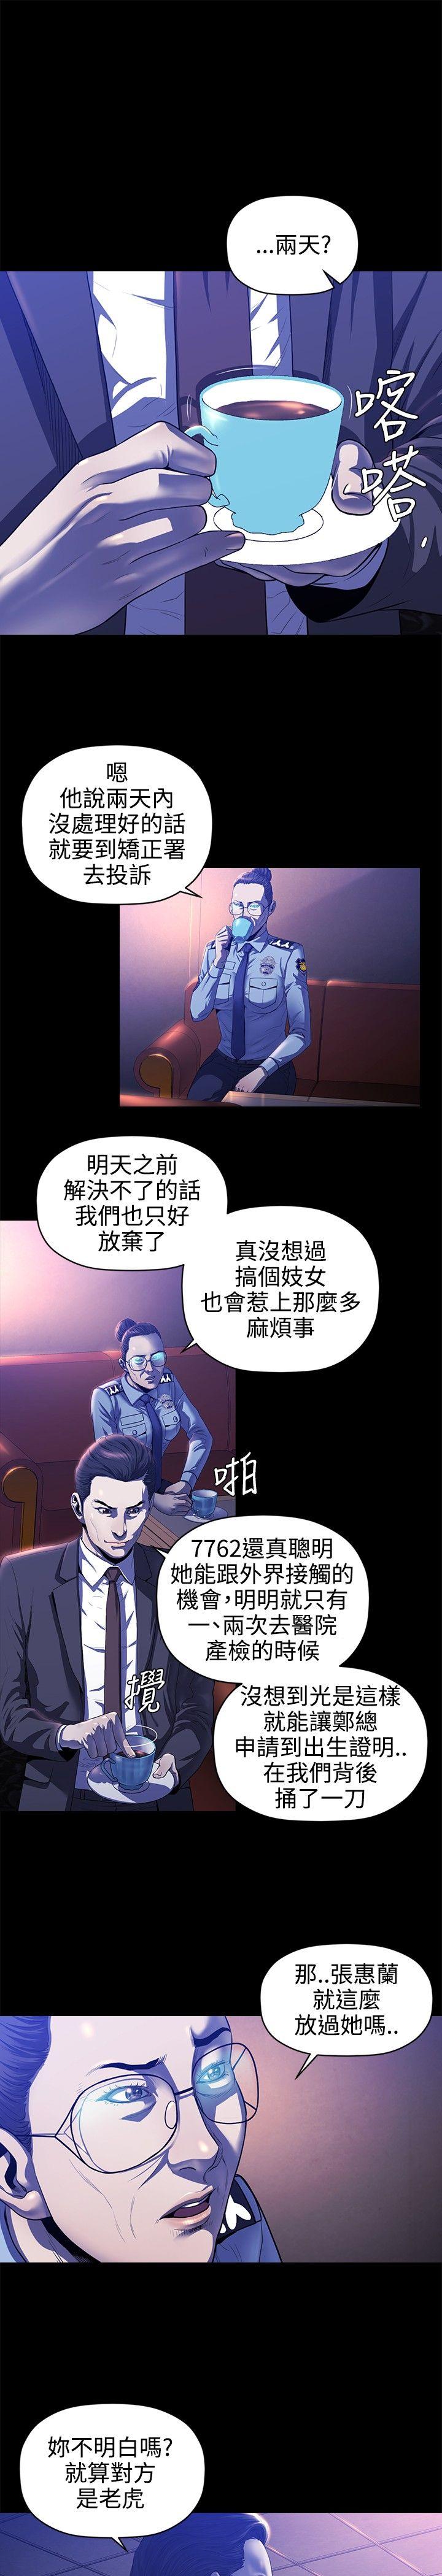 ...兩天?
喀
嗒
嗯
他說兩天內
沒處理好的話
就要到矯正署
去投訴
明天之前
解決不了的話
我們也只好
放棄了
真沒想過
搞個妓女
也會惹上那麼多
麻煩事
啪
7762還真聰明
她能跟外界接觸的
機會,明明就只有
一、兩次去醫院
產檢的時候
攪
沒想到光是這樣
就能讓鄭總
申請到出生證明..
在我們背後
捅了一刀
那..張惠蘭
就這麼
放過她嗎..
妳不明白嗎?
就算對方
是老虎